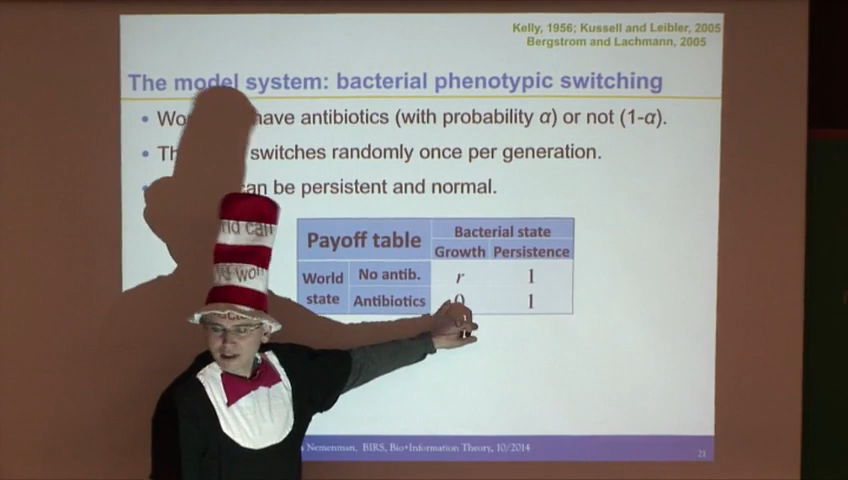 Kelly, 1956; Kussell and Leibler, 2005
Bergstrom and Lachmann, 2005
The model system: bacterial phenotypic switching
• have antibiotics (with probability α) or not (1-α).
• switches randomly once per generation.
can be persistent and normal.
Payoff table
Bacterial state
Growth Persistence
World state
No antib. r 1
Antibiotics 0 1
Nemenman, BIRS, Bio+Information Theory, 10/2014
21